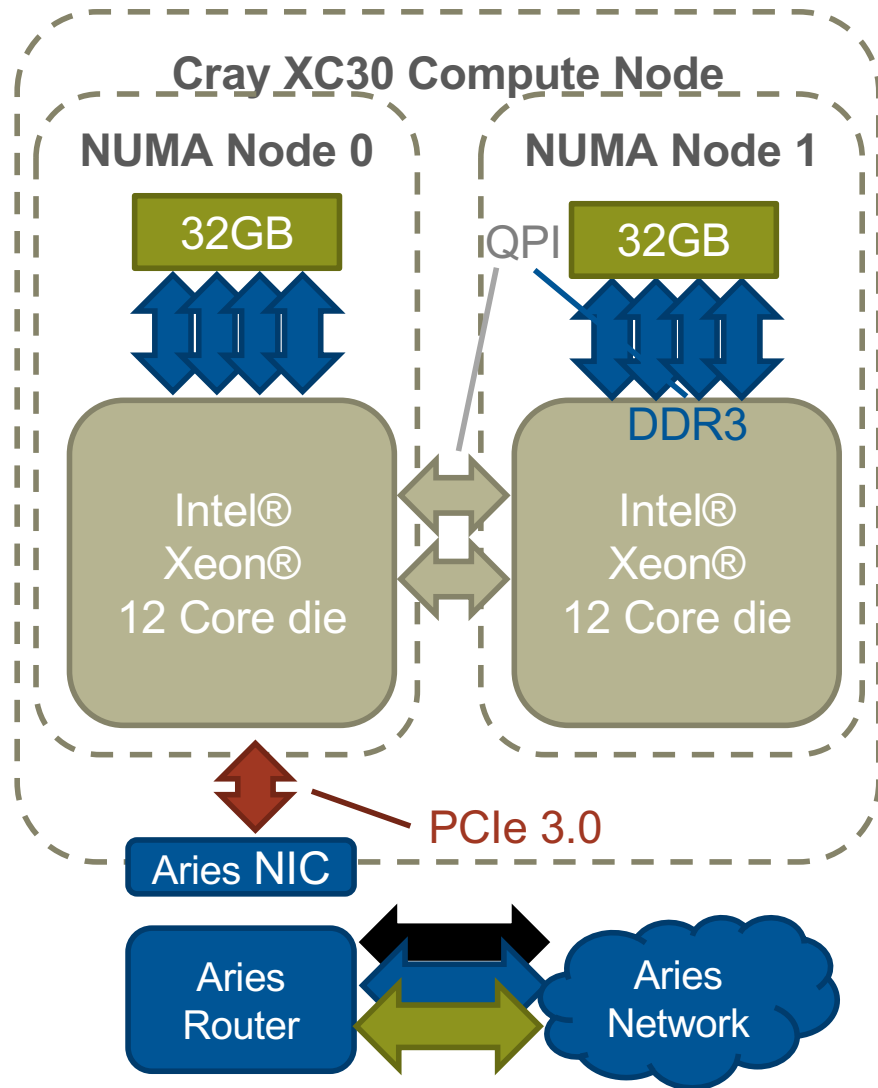 Cray XC30 Compute Node
NUMA Node 0
NUMA Node 1
32GB
QPI
32GB
DDR3
Intel®
Xeon®
12 Core die
Intel®
Xeon®
12 Core die
PCIe 3.0
Aries NIC
Aries
Router
Aries
Network